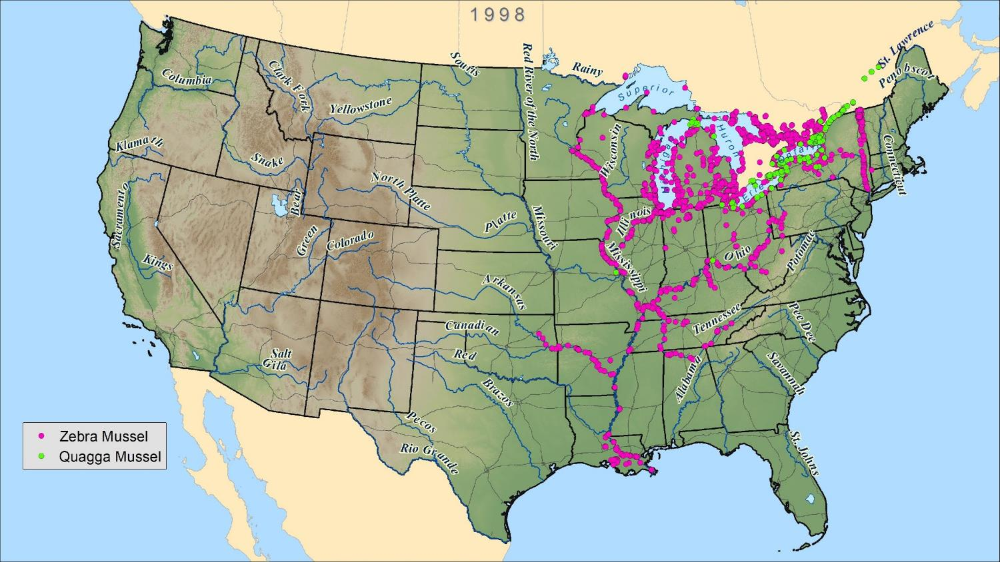 1998
St. Lawrence
Souris
Red River of the North
Rainy
Superior
Penobscot
Columbia
Clark Fork
Yellowstone
Wisconsin
Huron
Ontario
Connecticut
Klamath
Snake
North Platte
Erie
Sacramento
Bear
Platte
Missouri
Illinois
Green
Colorado
Mississippi
Ohio
Potomac
Kings
Arkansas
Tennessee
Pee Dee
Canadian
Salt
Gila
Red
Alabama
Savannah
Brazos
Pecos
Rio Grande
St. Johns
Zebra Mussel
Quagga Mussel